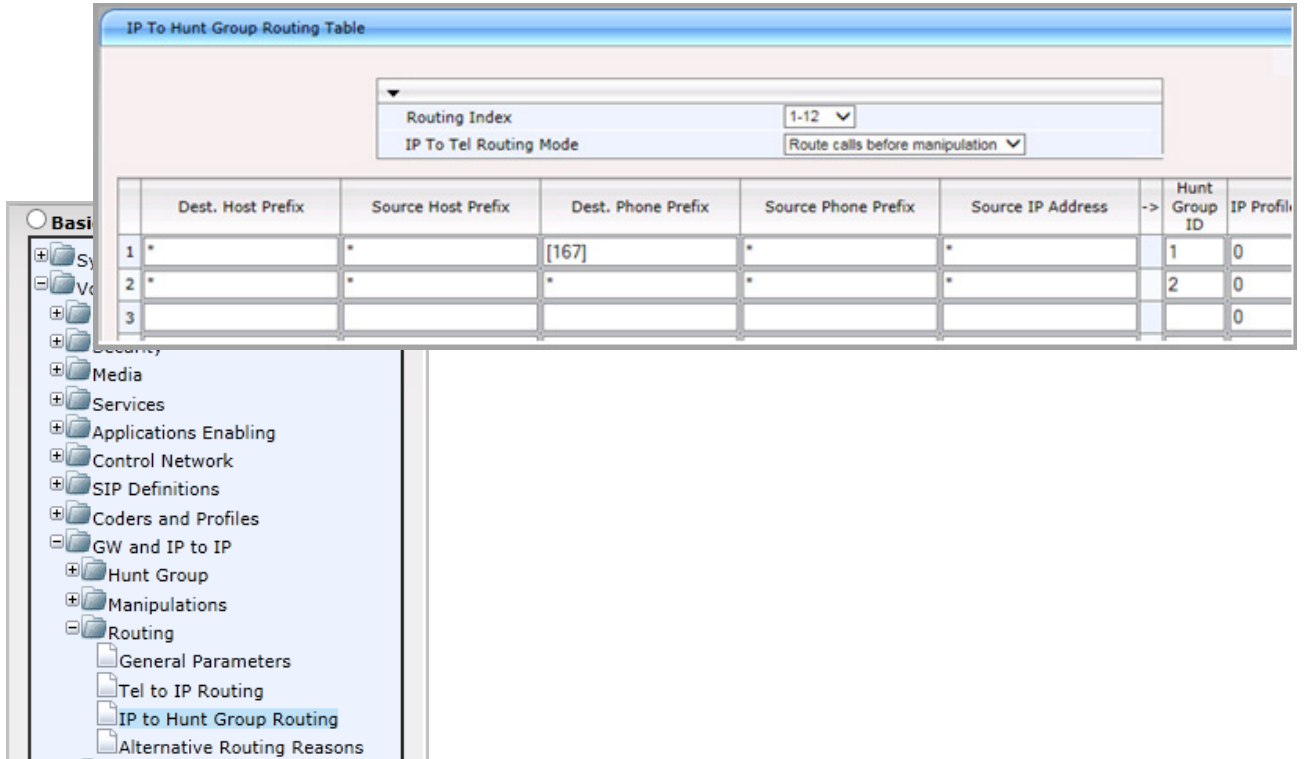 IP To Hunt Group Routing Table
Routing Index 1-12
IP To Tel Routing Mode Route calls before manipulation
Dest. Host Prefix Source Host Prefix Dest. Phone Prefix Source Phone Prefix Source IP Address -> Hunt Group ID IP
1 * * [167] * * 1 0
2 * * * * * 2 0
3 0
Media
Services
Applications Enabling
Control Network
SIP Definitions
Coders and Profiles
GW and IP to IP
Hunt Group
Manipulations
Routing
General Parameters
Tel to IP Routing
IP to Hunt Group Routing
Alternative Routing Reasons